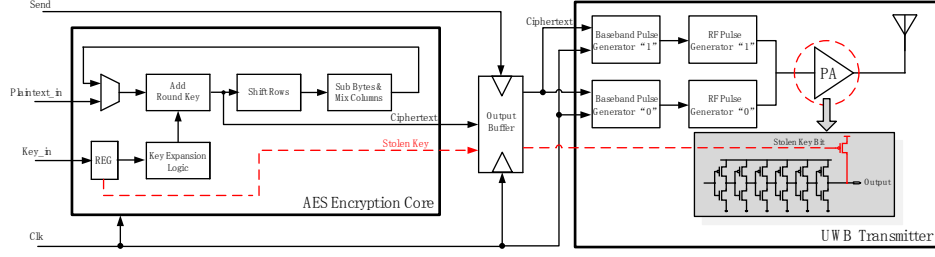 Send
Ciphertext
Baseband Pulse
Generator “1”
RF Pulse
Generator “1”
PA
Plaintext_in
Add
Round Key
Shift Rows
Sub Bytes &
Mix Columns
Ciphertext
Output
Buffer
Baseband Pulse
Generator “0”
RF Pulse
Generator “0”
Key_in
REG
Key Expansion
Logic
Stolen Key
Stolen Key Bit
Output
AES Encryption Core
Clk
UWB Transmitter